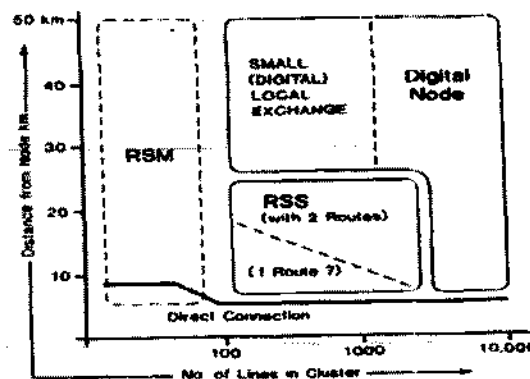 50 km
40
30
20
10
Distance from Node km
RSM
SMALL
(DIGITAL)
LOCAL
EXCHANGE
Digital
Node
RSS
(with 2 Routes)
(1 Route ?)
Direct Connection
100
1000
10,000
No. of Lines in Cluster